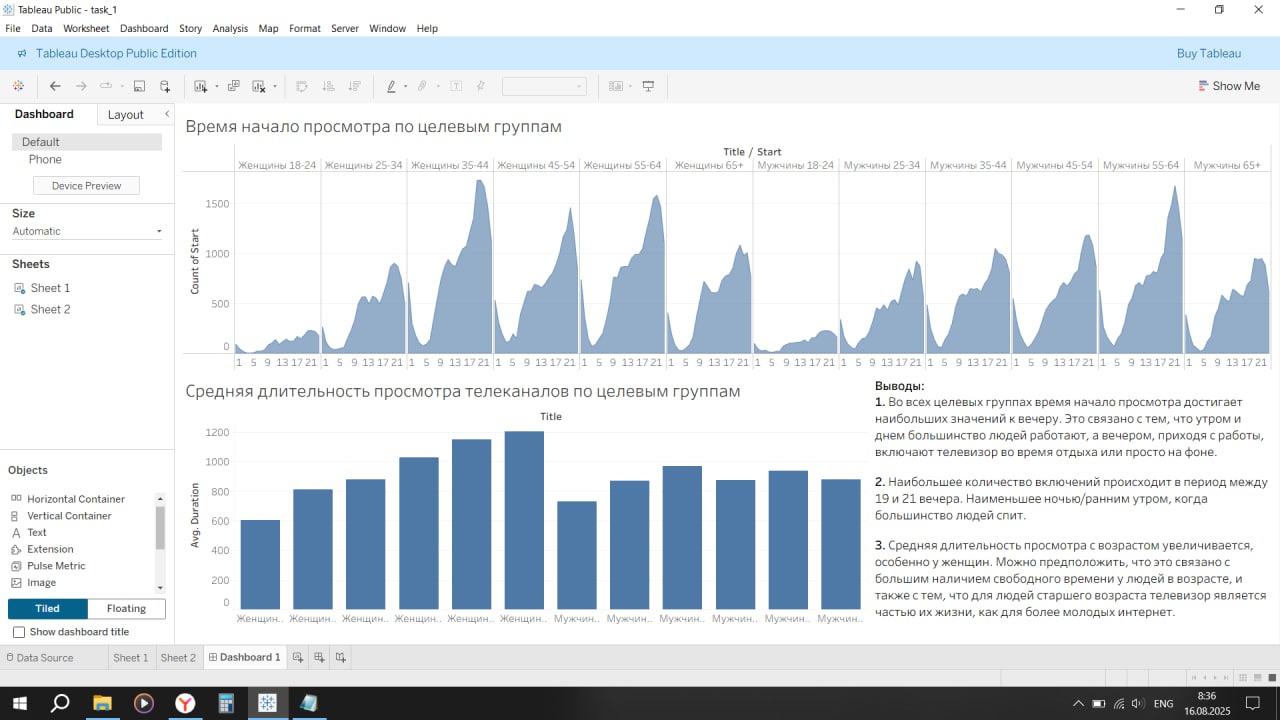 Tableau Public - task_1
File Data Worksheet Dashboard Story Analysis Map Format Server Window Help
Tableau Desktop Public Edition
Buy Tableau
Show Me
Dashboard
Layout
Default
Phone
Device Preview
Size
Automatic
Sheets
Sheet 1
Sheet 2
Objects
Horizontal Container
Vertical Container
Text
Extension
Pulse Metric
Image
Tiled
Floating
Show dashboard title
Время начало просмотра по целевым группам
Title / Start
Женщины 18-24 Женщины 25-34 Женщины 35-44 Женщины 45-54 Женщины 55-64 Женщины 65+ Мужчины 18-24 Мужчины 25-34 Мужчины 35-44 Мужчины 45-54 Мужчины 55-64 Мужчины 65+
Count of Start
1500
1000
500
0
1 5 9 13 17 21 1 5 9 13 17 21 1 5 9 13 17 21 1 5 9 13 17 21 1 5 9 13 17 21 1 5 9 13 17 21 1 5 9 13 17 21 1 5 9 13 17 21 1 5 9 13 17 21 1 5 9 13 17 21 1 5 9 13 17 21 1 5 9 13 17 21
Средняя длительность просмотра телеканалов по целевым группам
Title
Avg. Duration
1200
1000
800
600
400
200
0
Женщин.. Женщин.. Женщин.. Женщин.. Женщин.. Женщин.. Мужчин.. Мужчин.. Мужчин.. Мужчин.. Мужчин.. Мужчин..
Выводы:
1. Во всех целевых группах время начало просмотра достигает
наибольших значений к вечеру. Это связано с тем, что утром и
днем большинство людей работают, а вечером, приходя с работы,
включают телевизор во время отдыха или просто на фоне.
2. Наибольшее количество включений происходит в период между
19 и 21 вечера. Наименьшее ночью/ранним утром, когда
большинство людей спит.
3. Средняя длительность просмотра с возрастом увеличивается,
особенно у женщин. Можно предположить, что это связано с
большим наличием свободного времени у людей в возрасте, и
также с тем, что для людей старшего возраста телевизор является
частью их жизни, как для более молодых интернет.
Data Source
Sheet 1
Sheet 2
Dashboard 1
ENG
8:36
16.08.2025